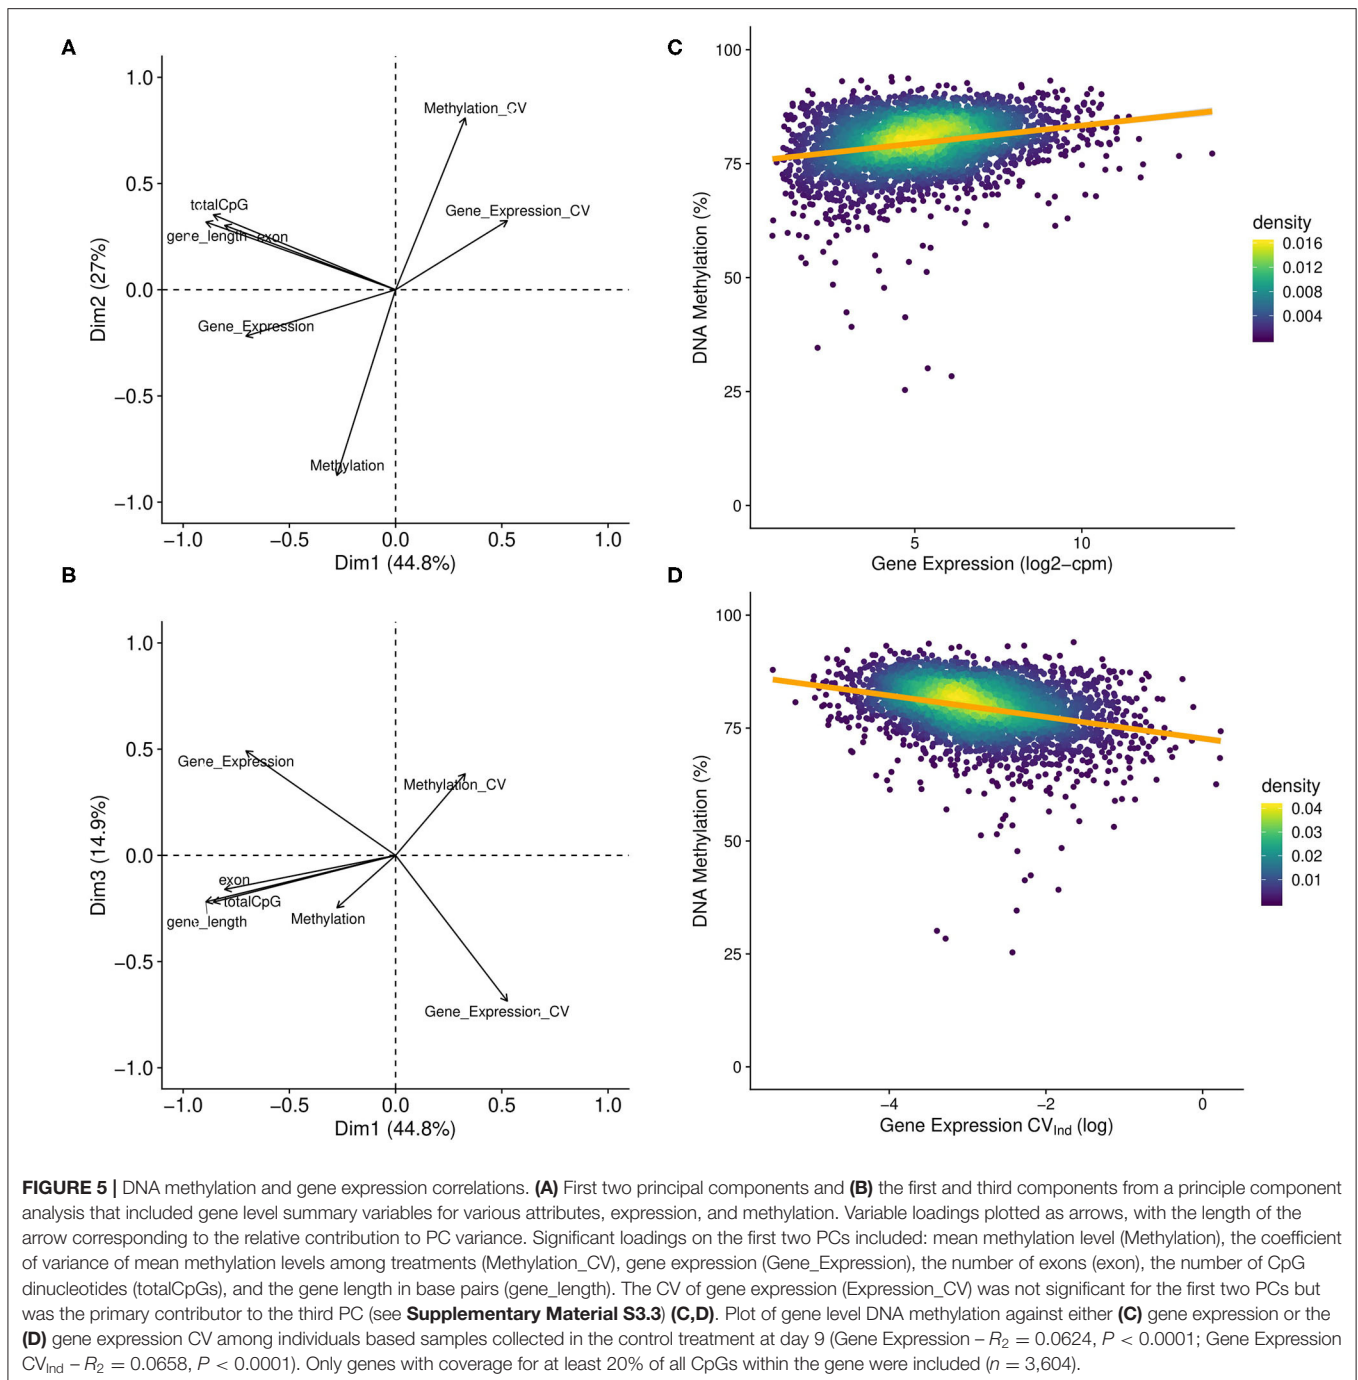 A
1.0
0.5
0.0
−0.5
−1.0
Dim2 (27%)
Methylation_CV
Gene_Expression_CV
totalCpG
gene_length
exon
Gene_Expression
Methylation
−1.0
−0.5
0.0
0.5
1.0
Dim1 (44.8%)
C
100
75
50
25
0
DNA Methylation (%)
5
10
Gene Expression (log2−cpm)
density
0.016
0.012
0.008
0.004
B
1.0
0.5
0.0
−0.5
−1.0
Dim3 (14.9%)
Gene_Expression
Methylation_CV
exon
totalCpG
gene_length
Methylation
Gene_Expression_CV
−1.0
−0.5
0.0
0.5
1.0
Dim1 (44.8%)
D
100
75
50
25
0
DNA Methylation (%)
−4
−2
0
Gene Expression CVInd (log)
density
0.04
0.03
0.02
0.01
FIGURE 5 | DNA methylation and gene expression correlations. (A) First two principal components and (B) the first and third components from a principle component
analysis that included gene level summary variables for various attributes, expression, and methylation. Variable loadings plotted as arrows, with the length of the
arrow corresponding to the relative contribution to PC variance. Significant loadings on the first two PCs included: mean methylation level (Methylation), the coefficient
of variance of mean methylation levels among treatments (Methylation_CV), gene expression (Gene_Expression), the number of exons (exon), the number of CpG
dinucleotides (totalCpGs), and the gene length in base pairs (gene_length). The CV of gene expression (Expression_CV) was not significant for the first two PCs but
was the primary contributor to the third PC (see Supplementary Material S3.3) (C,D). Plot of gene level DNA methylation against either (C) gene expression or the
(D) gene expression CV among individuals based samples collected in the control treatment at day 9 (Gene Expression – R2 = 0.0624, P < 0.0001; Gene Expression
CVInd – R2 = 0.0658, P < 0.0001). Only genes with coverage for at least 20% of all CpGs within the gene were included (n = 3,604).